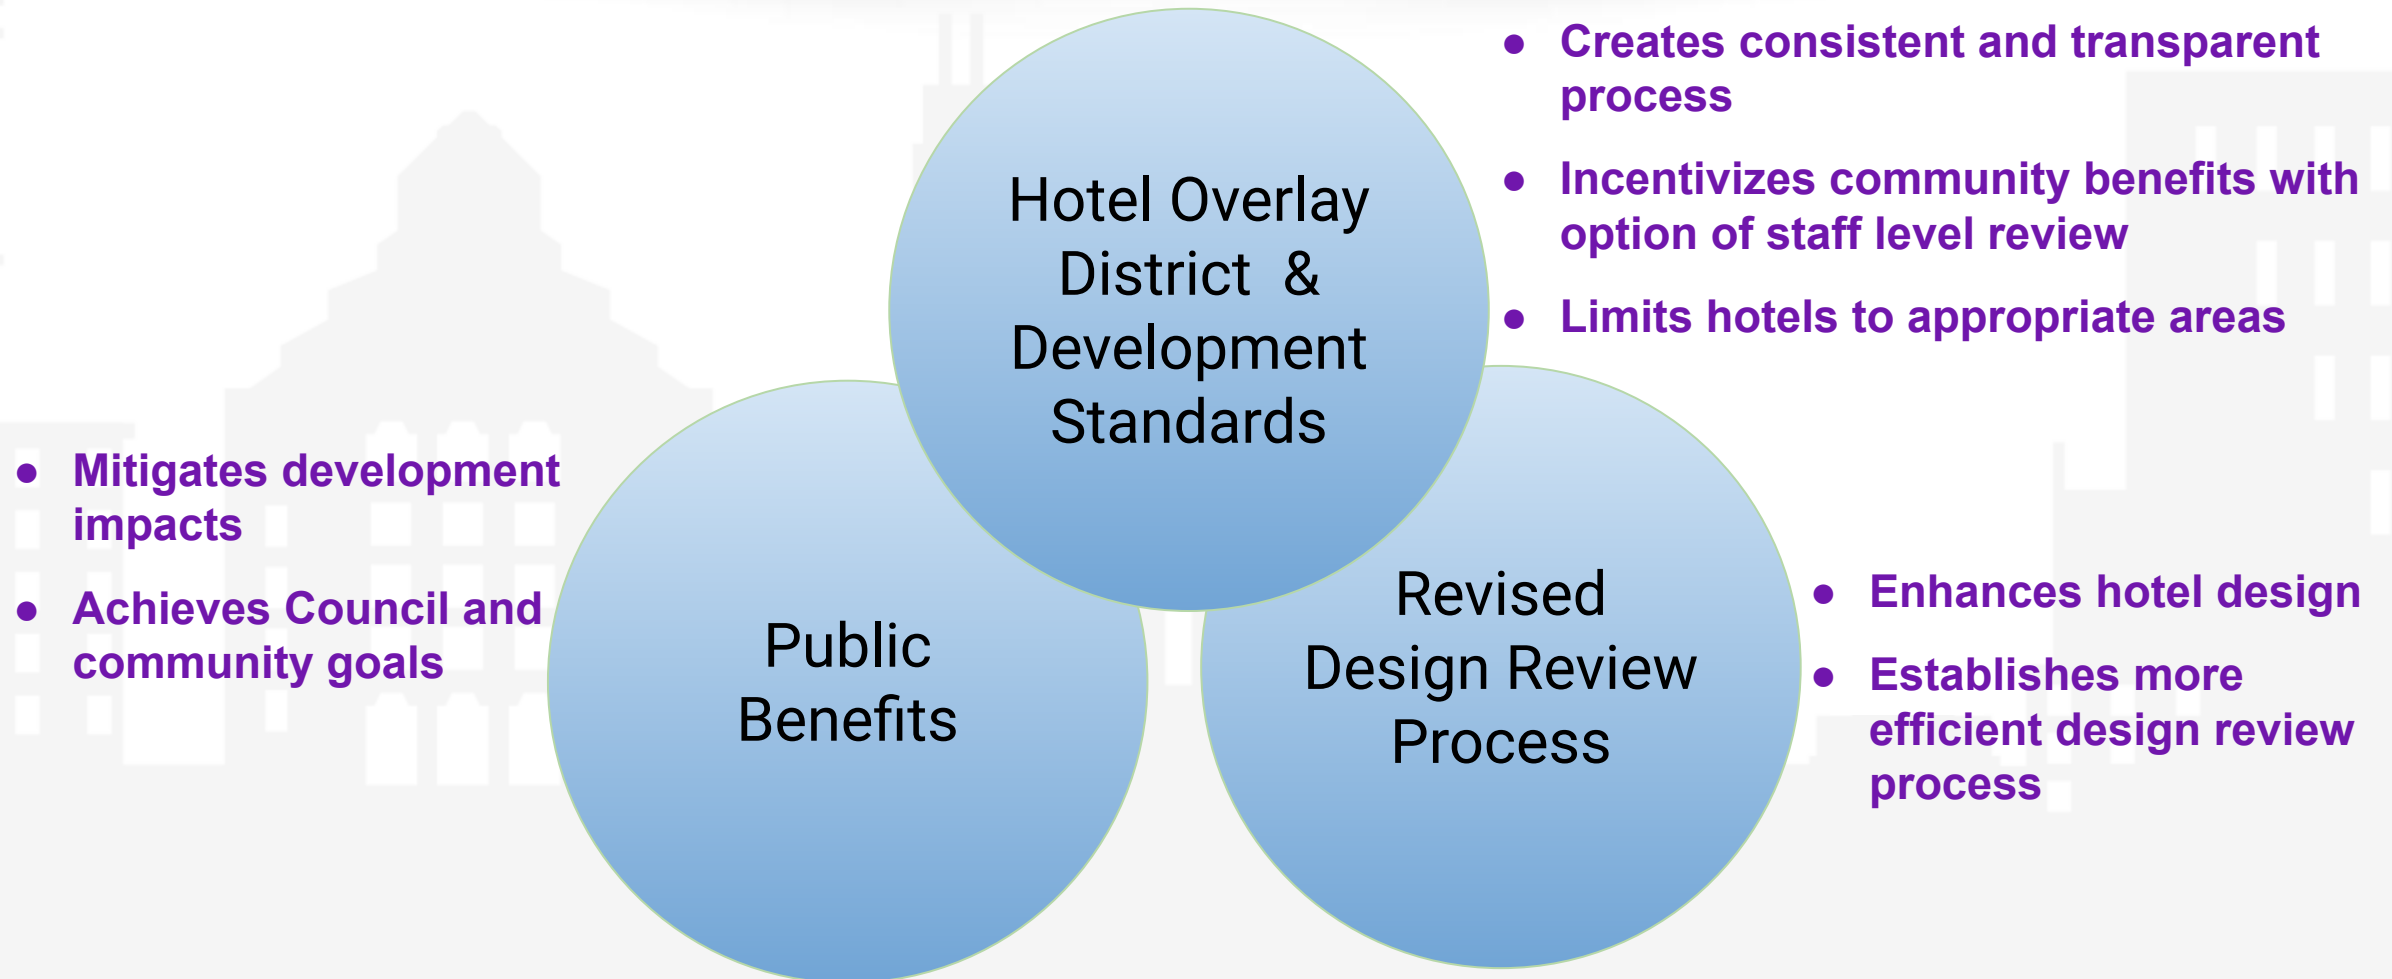 Hotel Overlay
District & 
Development
Standards
● Creates consistent and transparent
process
● Incentivizes community benefits with
option of staff level review
● Limits hotels to appropriate areas
● Mitigates development
impacts
● Achieves Council and
community goals
Public
Benefits
Revised
Design Review
Process
● Enhances hotel design
● Establishes more
efficient design review
process